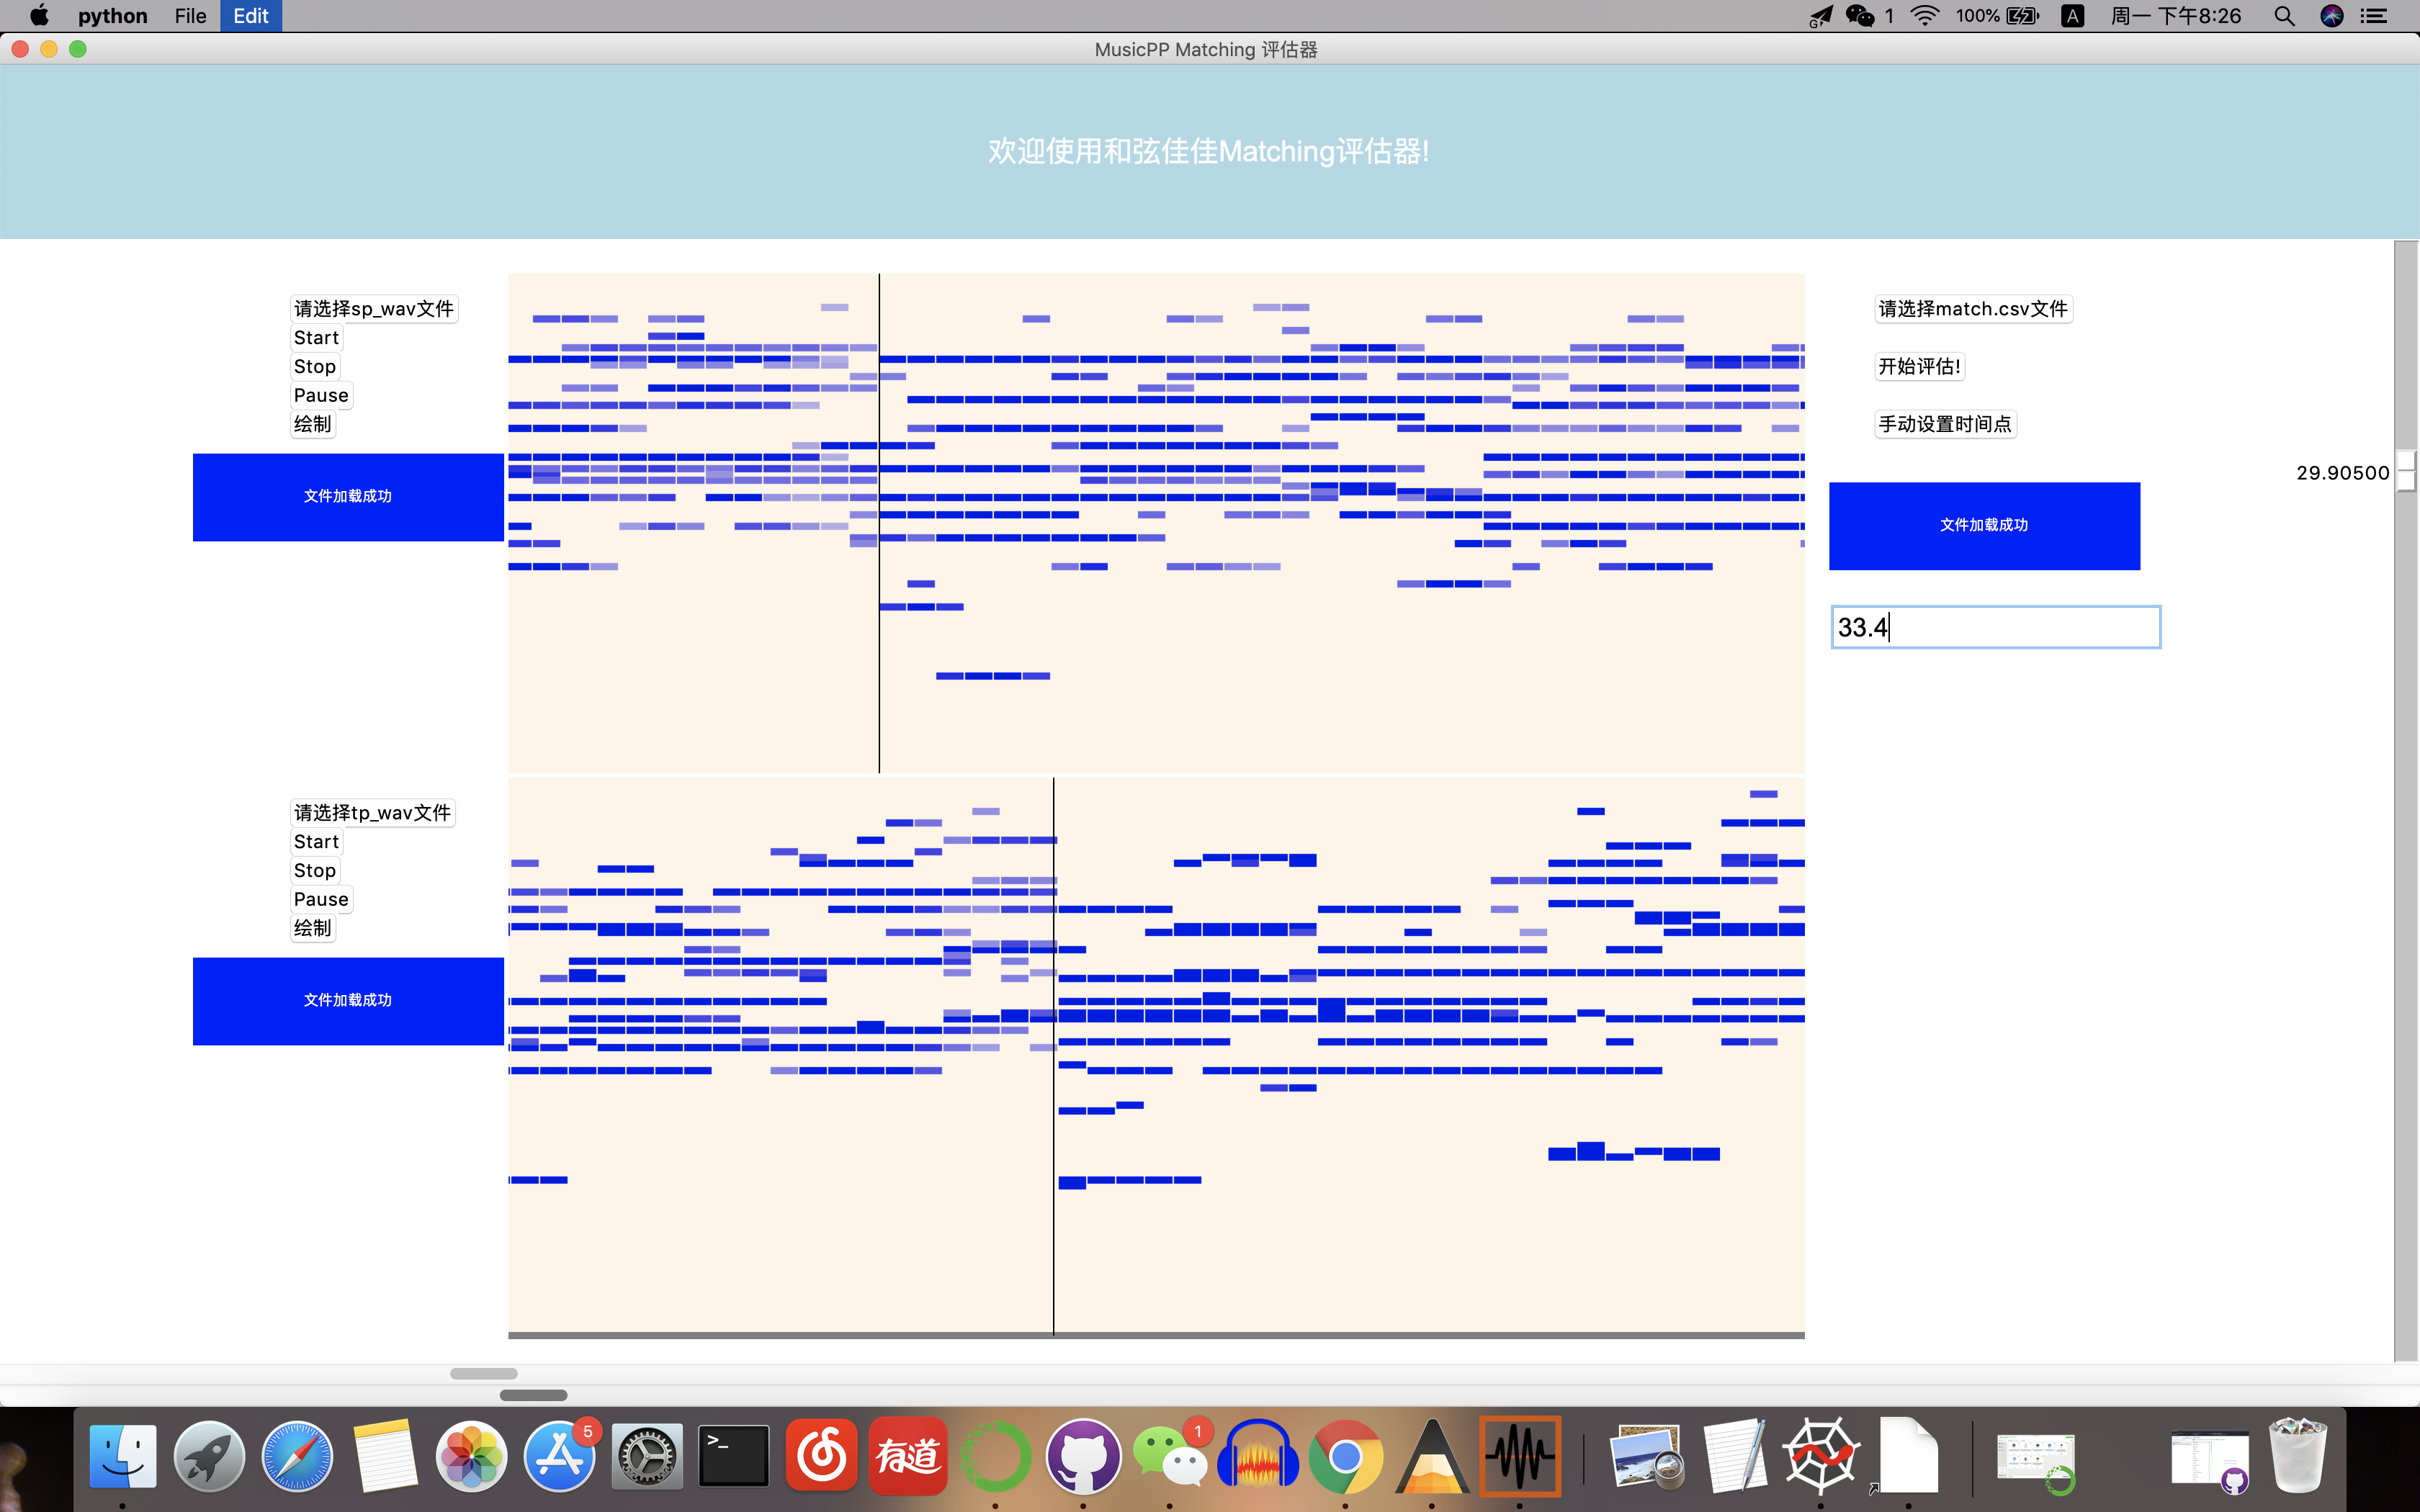 python File Edit 1 100% A 周一 下午8:26
MusicPP Matching 评估器
欢迎使用和弦佳佳Matching评估器!
请选择sp_wav文件
Start
Stop
Pause
绘制
文件加载成功
请选择match.csv文件
开始评估!
手动设置时间点
29.90500
文件加载成功
33.4
请选择tp_wav文件
Start
Stop
Pause
绘制
文件加载成功
5
>_
有道
1